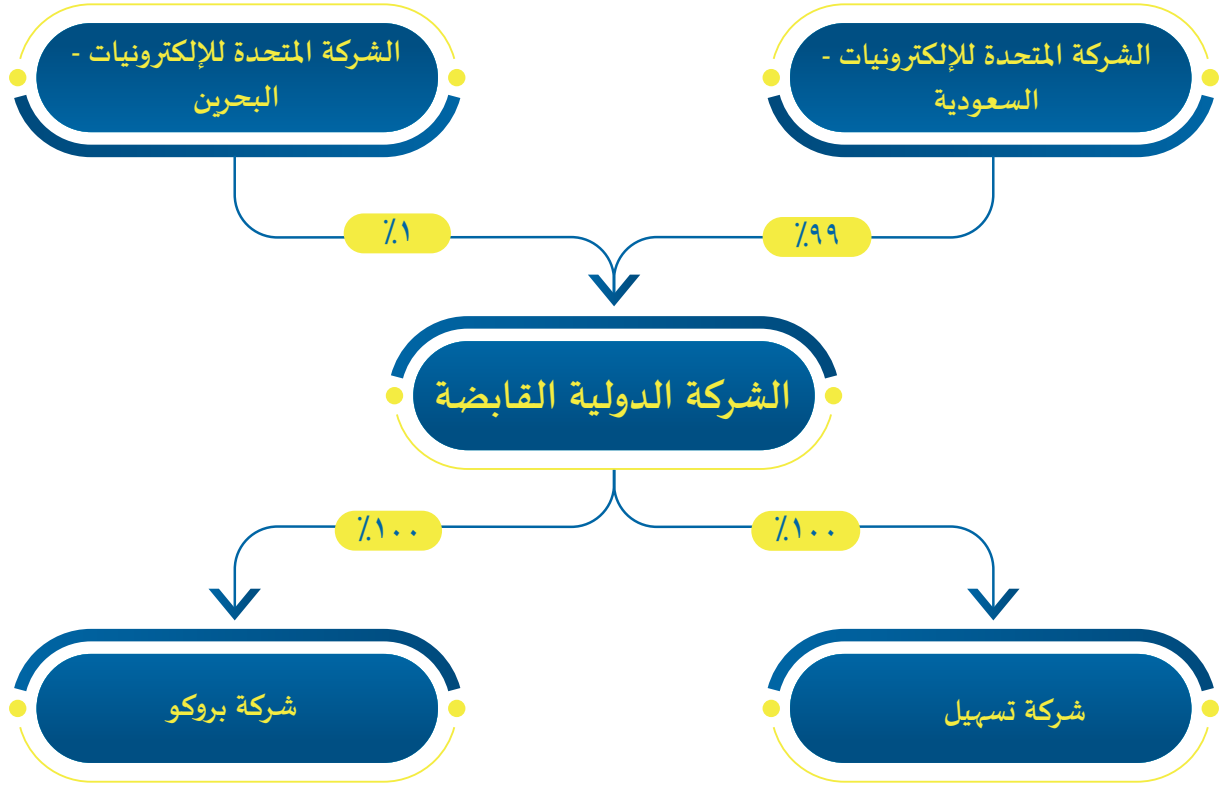 الشركة المتحدة للإلكترونيات -
السعودية
الشركة المتحدة للإلكترونيات -
البحرين
٪٩٩
٪١
الشركة الدولية القابضة
٪١٠٠
٪١٠٠
شركة تسهيل
شركة بروكو